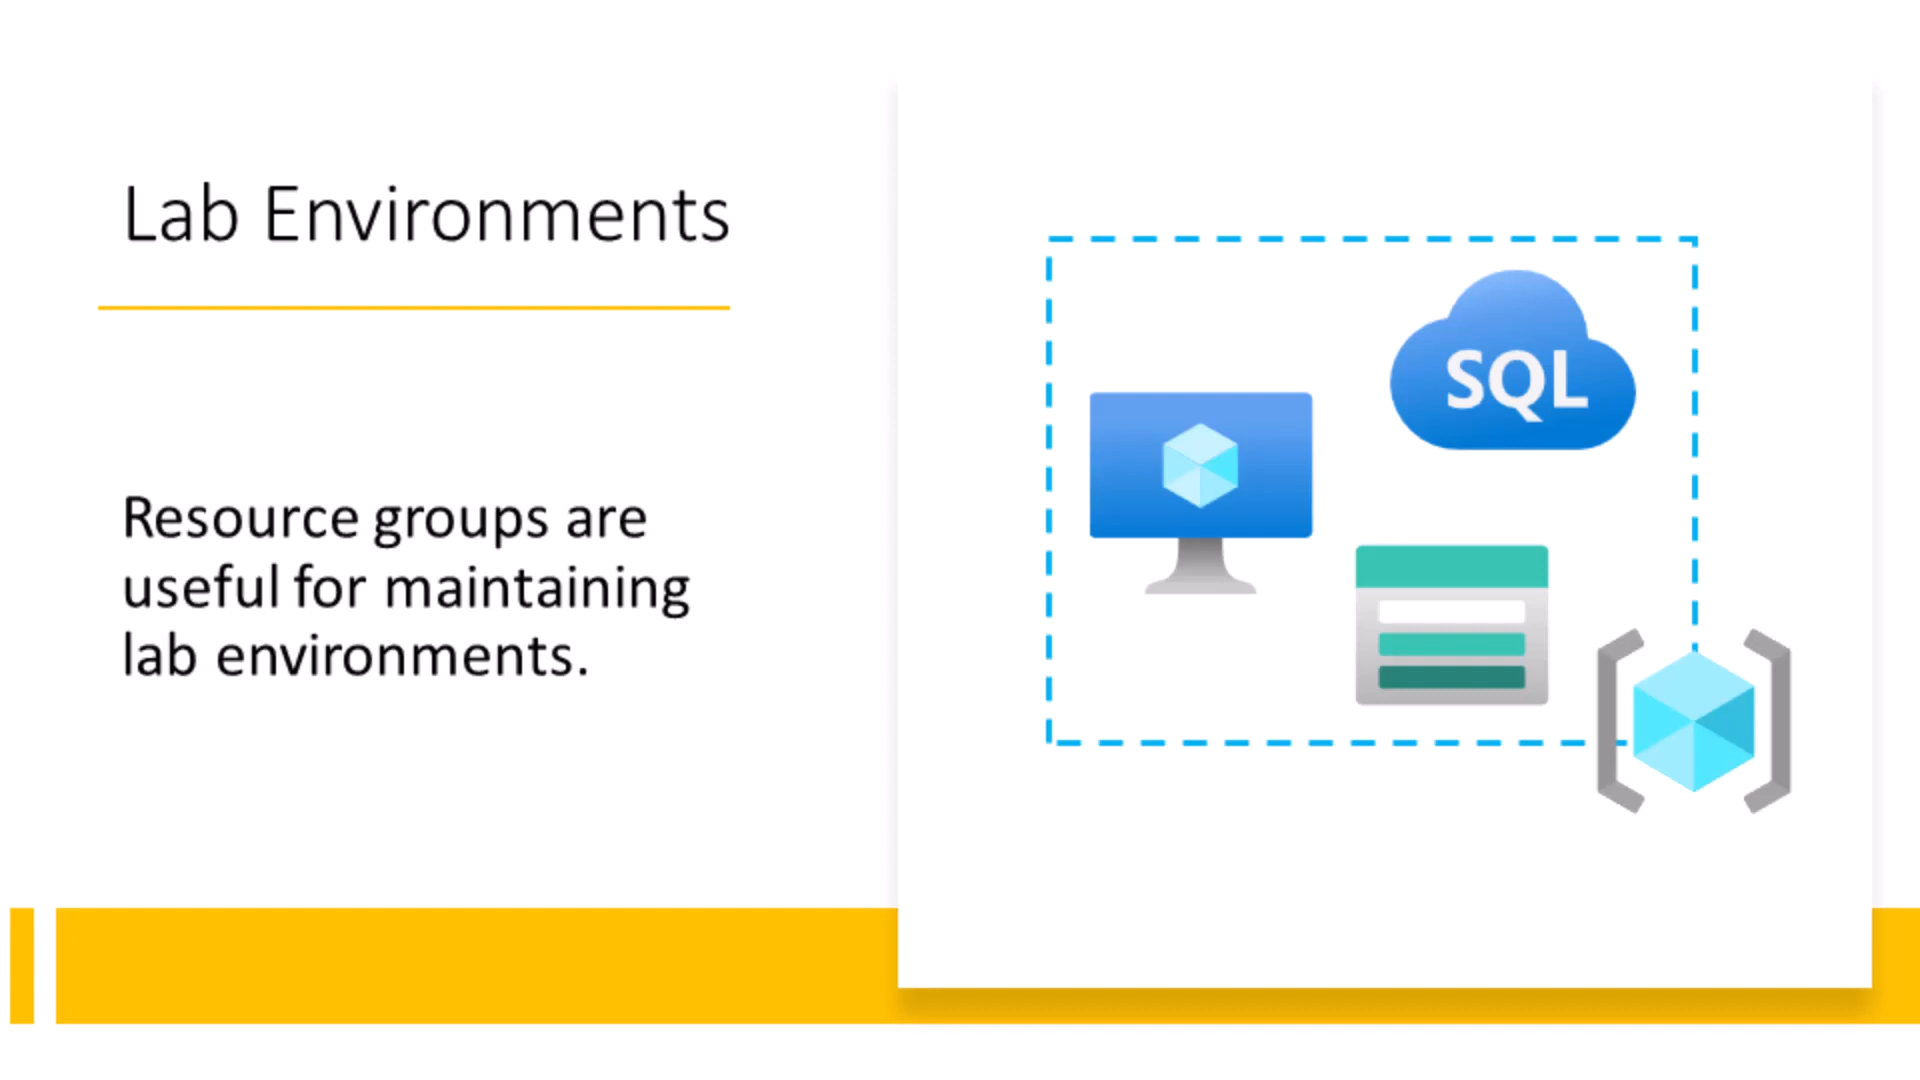 Lab Environments
Resource groups are
useful for maintaining
lab environments.
SQL